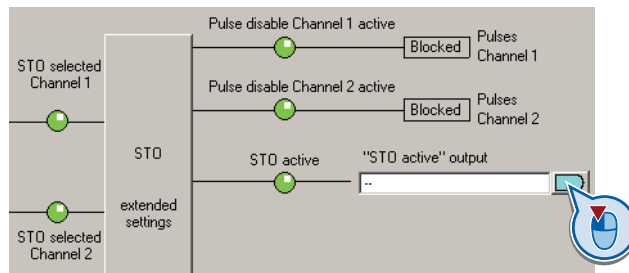 Pulse disable Channel 1 active
Blocked
Pulses
Channel 1
STO selected
Channel 1
Pulse disable Channel 2 active
Blocked
Pulses
Channel 2
STO
extended
settings
STO active
"STO active" output
--
STO selected
Channel 2